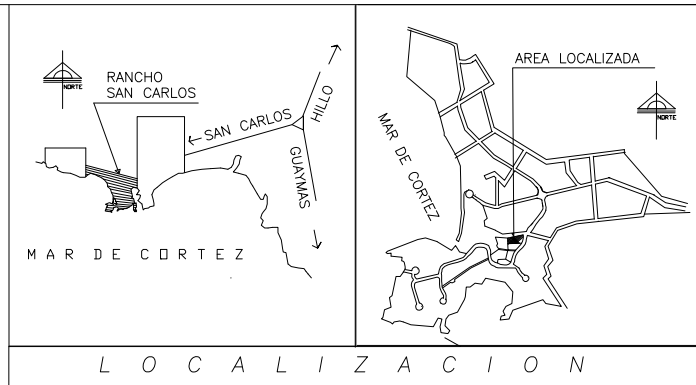 NORTE
RANCHO
SAN CARLOS
SAN CARLOS
HILLO
GUAYMAS
MAR DE CORTEZ
AREA LOCALIZADA
NORTE
MAR DE CORTEZ
LOCALIZACION